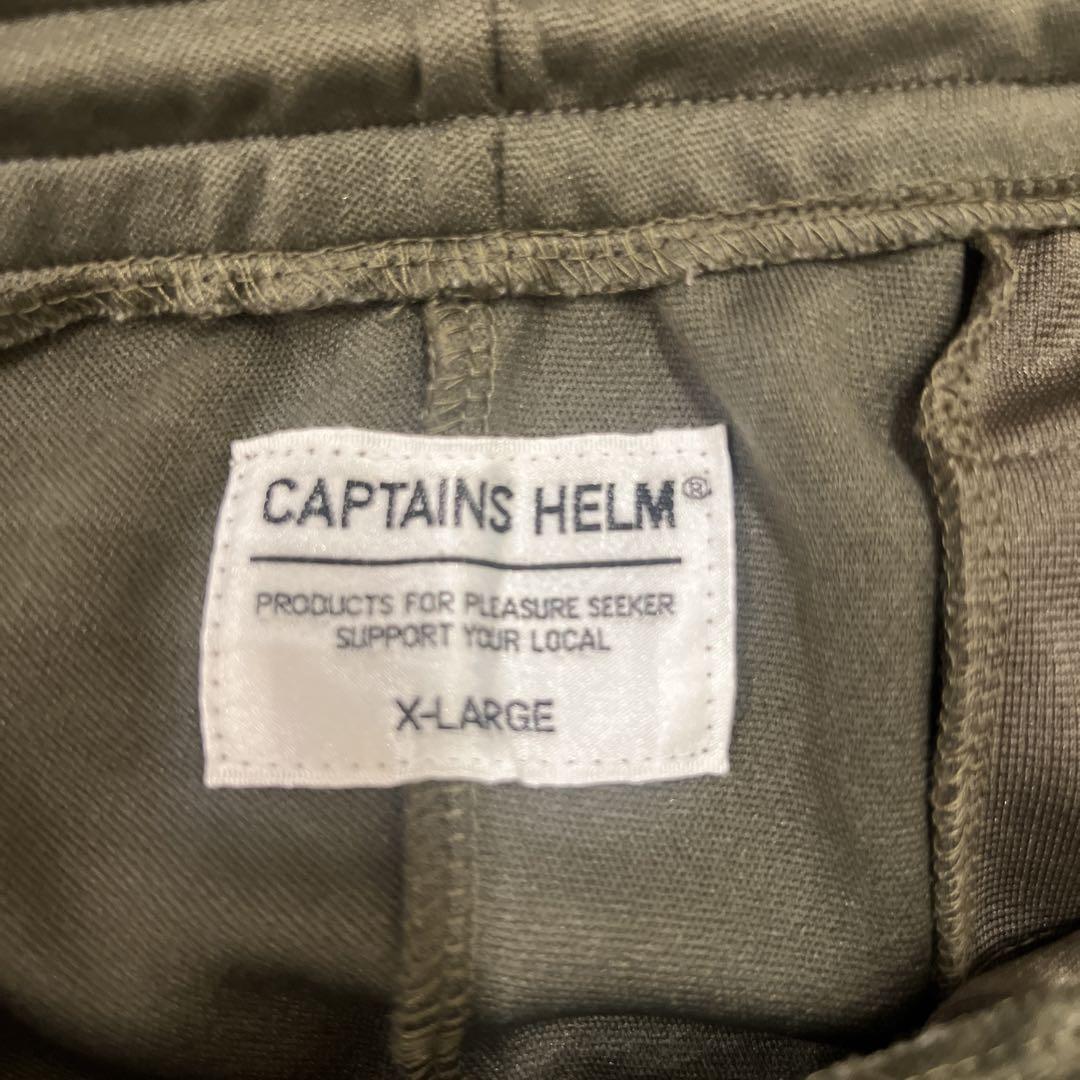 CAPTAINS HELM®
PRODUCTS FOR PLEASURE SEEKER
SUPPORT YOUR LOCAL
X-LARGE